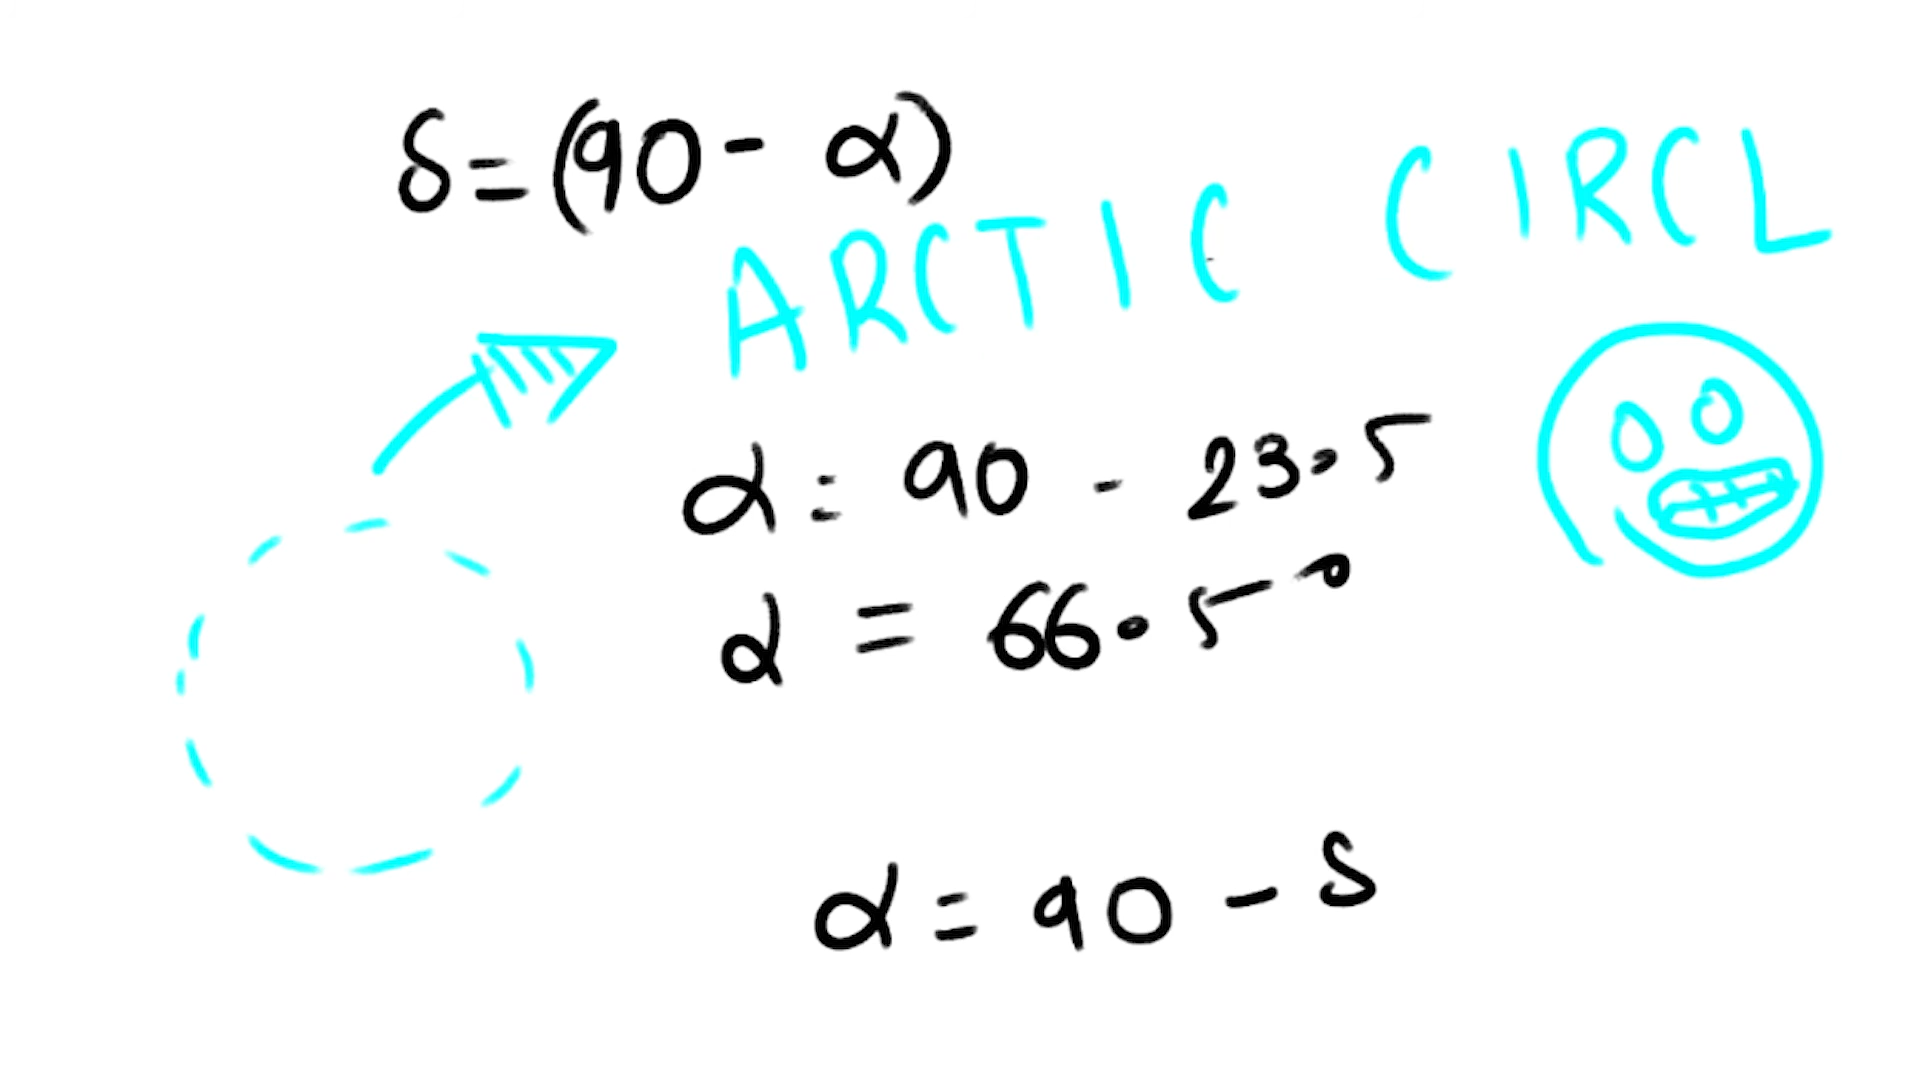 δ = (90 - α)
ARCTIC CIRCL
α = 90 - 23.5
α = 66.5°
α = 90 - δ